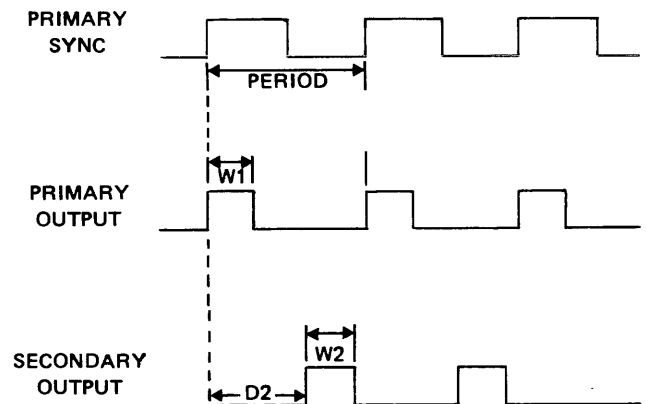 PRIMARY
SYNC
PERIOD
W1
PRIMARY
OUTPUT
W2
SECONDARY
OUTPUT
D2